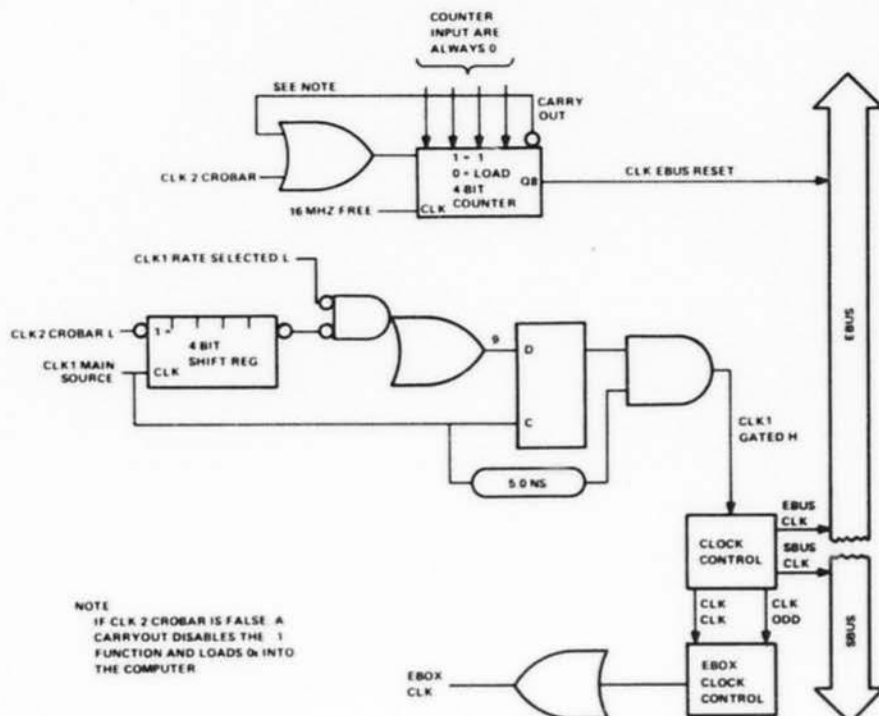 COUNTER
INPUT ARE
ALWAYS 0
SEE NOTE
CARRY
OUT
CLK 2 CROBAR
1 = 1
0 = LOAD
4 BIT
COUNTER
Q8
CLK EBUS RESET
16 MHZ FREE
CLK
CLK1 RATE SELECTED L
CLK2 CROBAR L
1 =
4 BIT
SHIFT REG
CLK1 MAIN
SOURCE
CLK
9
D
C
5.0 NS
CLK1
GATED H
EBUS
CLOCK
CONTROL
EBUS
CLK
SBUS
CLK
CLK
CLK
CLK
ODD
SBUS
NOTE
IF CLK 2 CROBAR IS FALSE A
CARRYOUT DISABLES THE 1
FUNCTION AND LOADS 0s INTO
THE COMPUTER
EBOX
CLK
EBOX
CLOCK
CONTROL